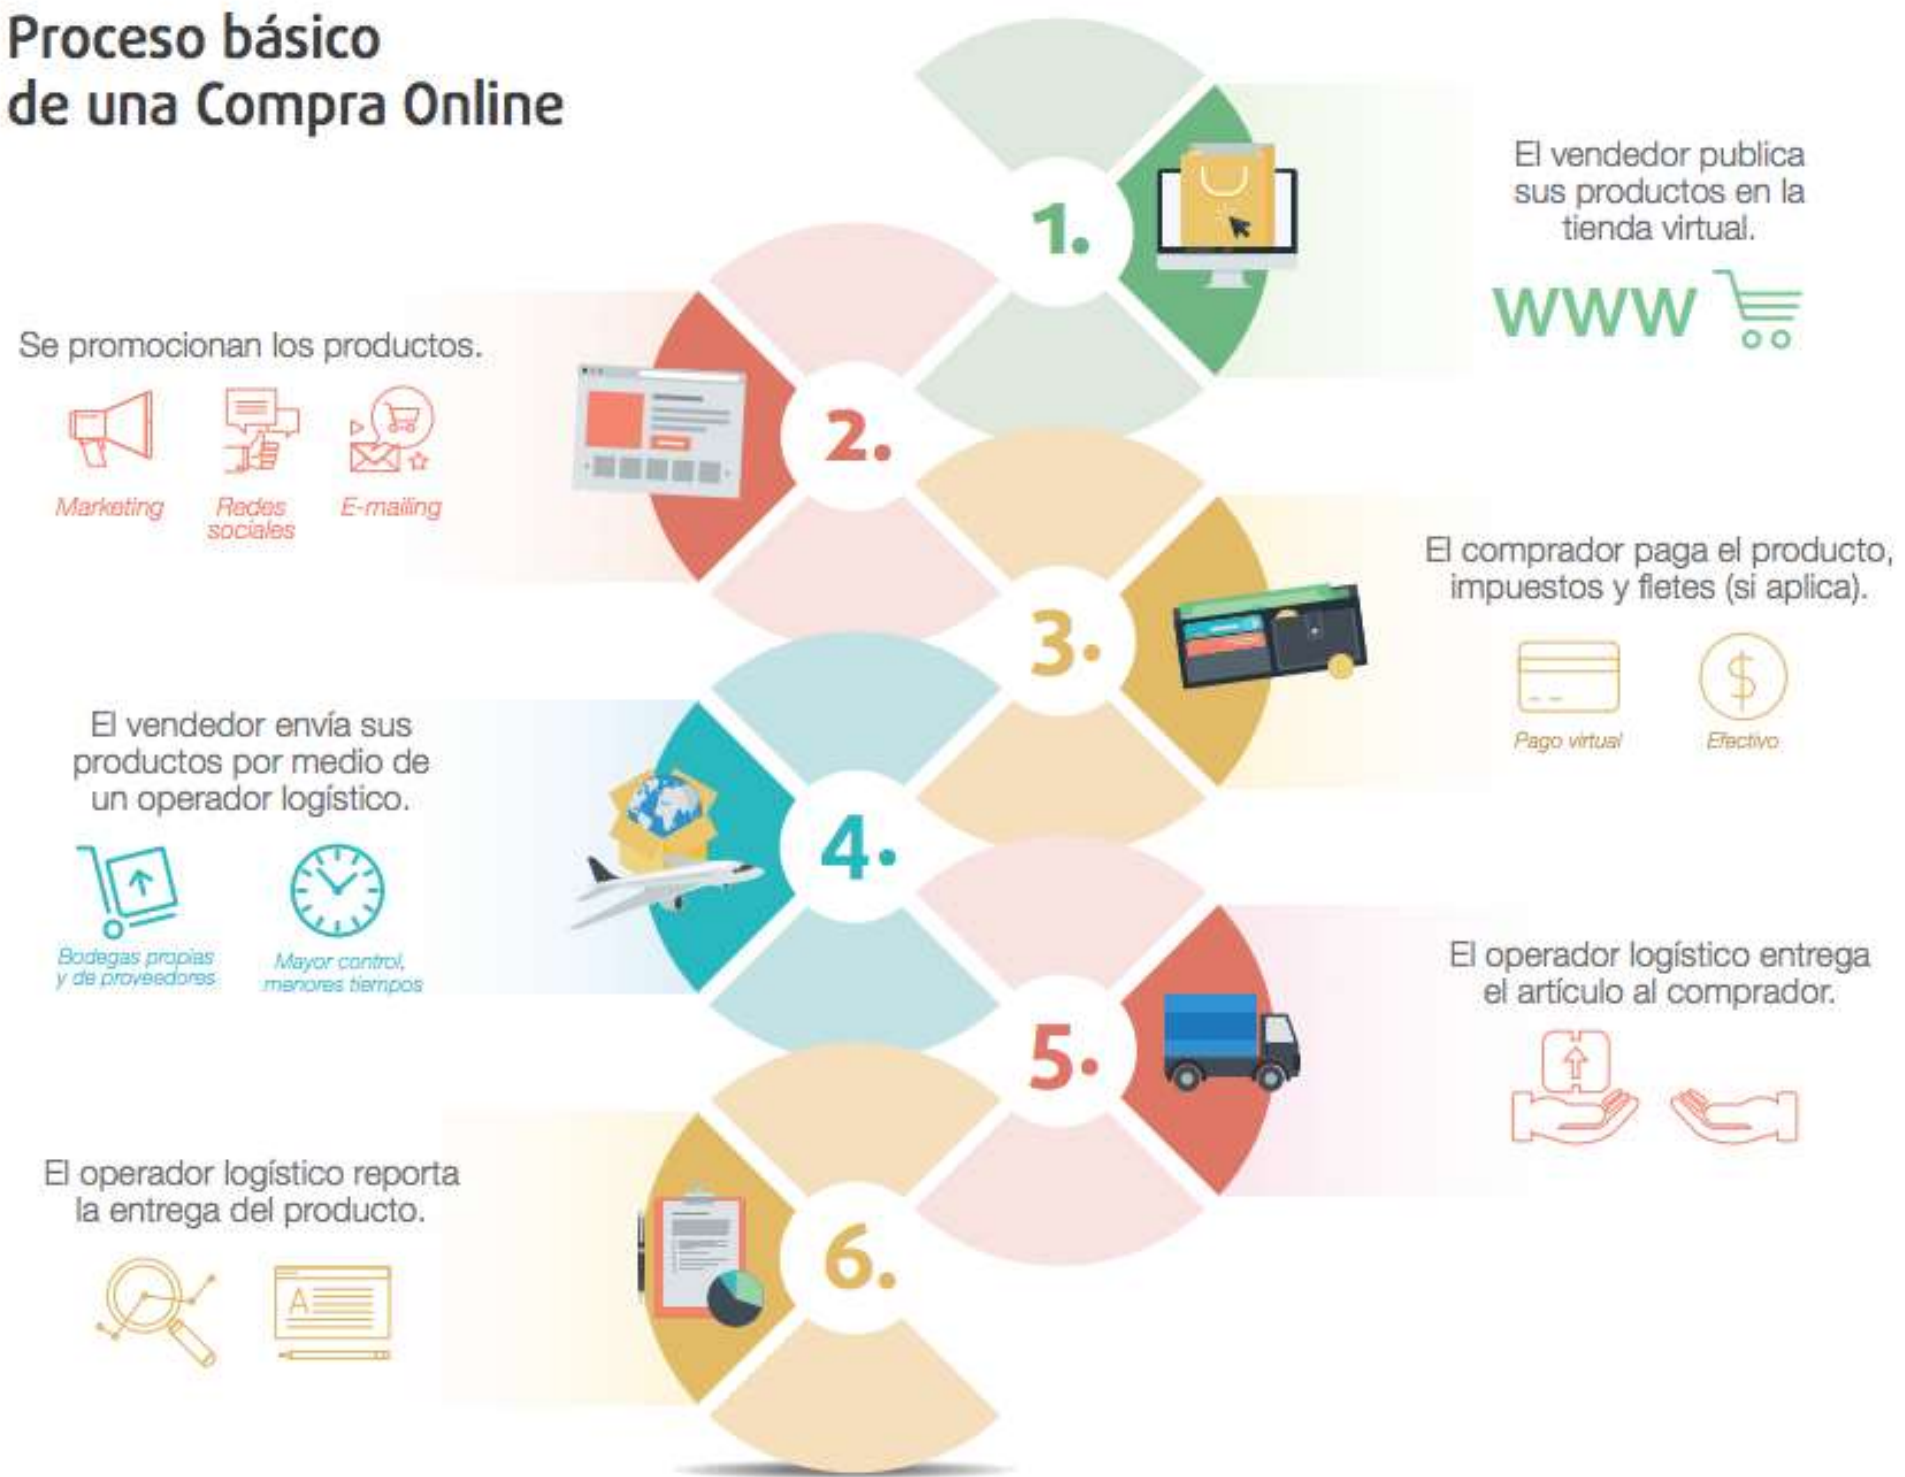 Proceso básico
de una Compra Online
1.
El vendedor publica
sus productos en la
tienda virtual.
WWW
2.
Se promocionan los productos.
Marketing
Redes
sociales
E-mailing
3.
El comprador paga el producto,
impuestos y fletes (si aplica).
Pago virtual
Efectivo
4.
El vendedor envía sus
productos por medio de
un operador logístico.
Bodegas propias
y de proveedores
Mayor control,
menores tiempos
5.
El operador logístico entrega
el artículo al comprador.
6.
El operador logístico reporta
la entrega del producto.
A